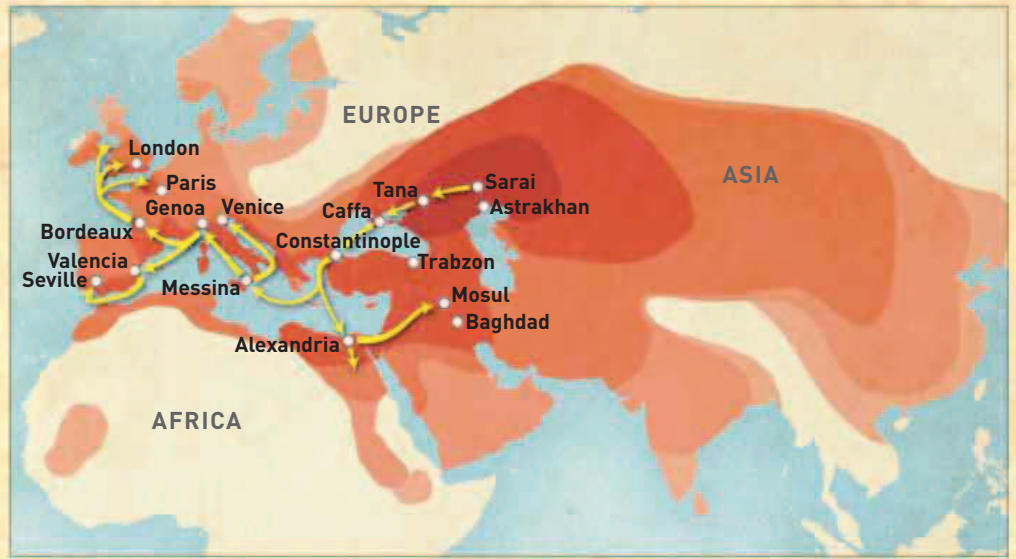 EUROPE
London
ASIA
Paris
Tana
Sarai
Genoa
Venice
Caffa
Astrakhan
Bordeaux
Constantinople
Valencia
Trabzon
Seville
Messina
Mosul
Baghdad
Alexandria
AFRICA